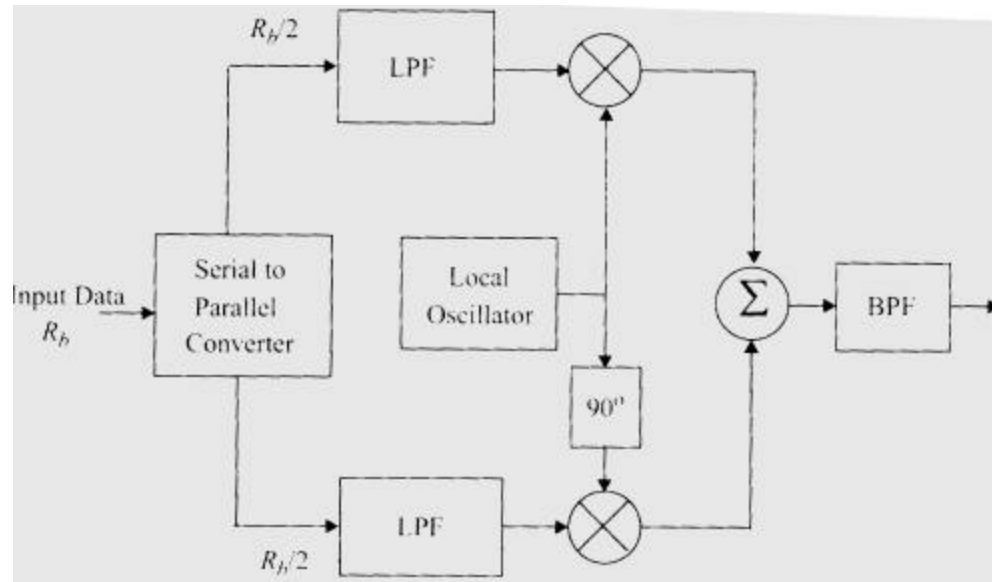 R_b/2
LPF
Serial to
Parallel
Converter
Input Data
R_b
Local
Oscillator
90°
Σ
BPF
LPF
R_b/2